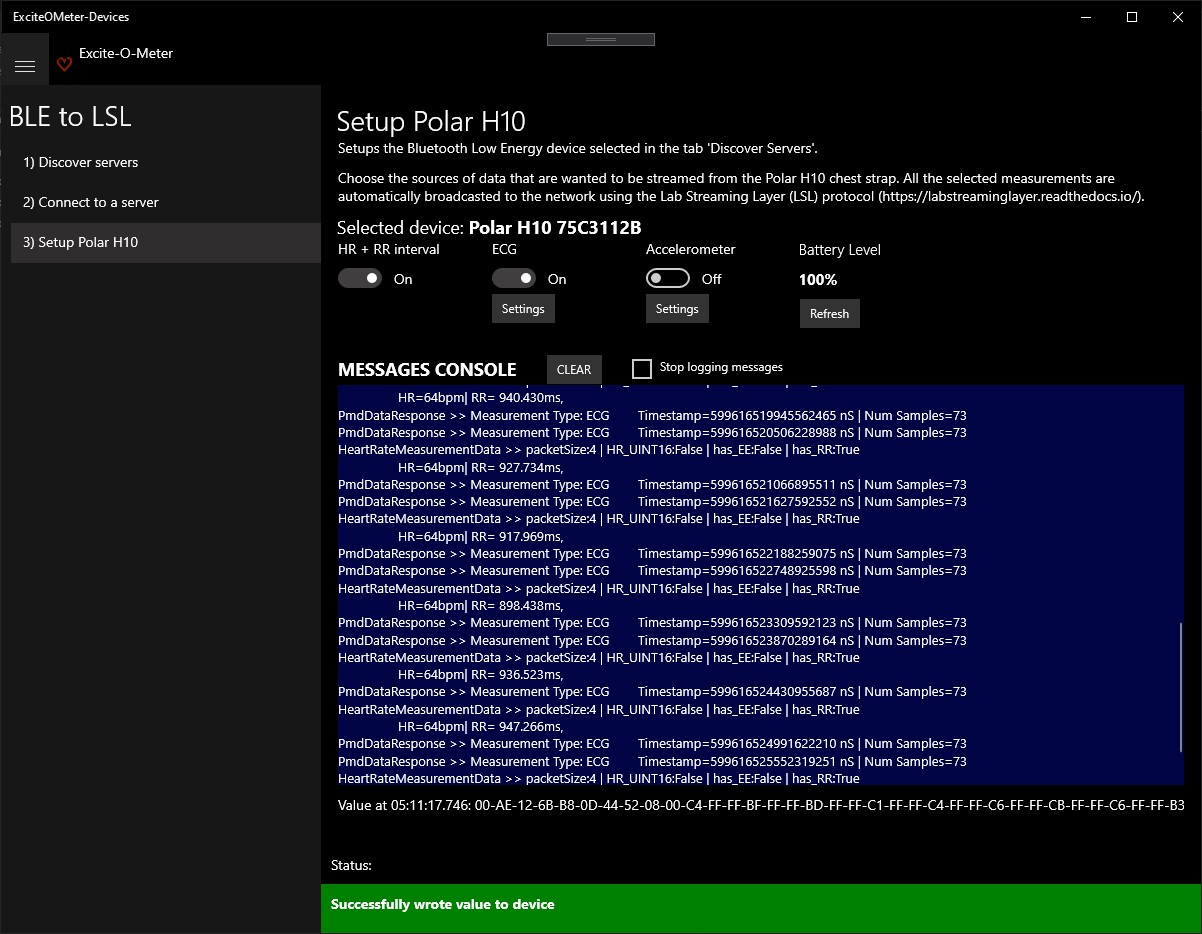 ExciteOMeter-Devices
Excite-O-Meter
BLE to LSL
1) Discover servers
2) Connect to a server
3) Setup Polar H10
Setup Polar H10
Setups the Bluetooth Low Energy device selected in the tab 'Discover Servers'.
Choose the sources of data that are wanted to be streamed from the Polar H10 chest strap. All the selected measurements are
automatically broadcasted to the network using the Lab Streaming Layer (LSL) protocol (https://labstreaminglayer.readthedocs.io/).
Selected device: Polar H10 75C3112B
HR + RR interval ECG Accelerometer Battery Level
On On Off 100%
Settings Settings Refresh
MESSAGES CONSOLE CLEAR Stop logging messages
HR=64bpm| RR= 940.430ms,
PmdDataResponse >> Measurement Type: ECG Timestamp=599616519945562465 nS | Num Samples=73
PmdDataResponse >> Measurement Type: ECG Timestamp=599616520506228988 nS | Num Samples=73
HeartRateMeasurementData >> packetSize:4 | HR_UINT16:False | has_EE:False | has_RR:True
HR=64bpm| RR= 927.734ms,
PmdDataResponse >> Measurement Type: ECG Timestamp=599616521066895511 nS | Num Samples=73
PmdDataResponse >> Measurement Type: ECG Timestamp=599616521627592552 nS | Num Samples=73
HeartRateMeasurementData >> packetSize:4 | HR_UINT16:False | has_EE:False | has_RR:True
HR=64bpm| RR= 917.969ms,
PmdDataResponse >> Measurement Type: ECG Timestamp=599616522188259075 nS | Num Samples=73
PmdDataResponse >> Measurement Type: ECG Timestamp=599616522748925598 nS | Num Samples=73
HeartRateMeasurementData >> packetSize:4 | HR_UINT16:False | has_EE:False | has_RR:True
HR=64bpm| RR= 898.438ms,
PmdDataResponse >> Measurement Type: ECG Timestamp=599616523309592123 nS | Num Samples=73
PmdDataResponse >> Measurement Type: ECG Timestamp=599616523870289164 nS | Num Samples=73
HeartRateMeasurementData >> packetSize:4 | HR_UINT16:False | has_EE:False | has_RR:True
HR=64bpm| RR= 936.523ms,
PmdDataResponse >> Measurement Type: ECG Timestamp=599616524430955687 nS | Num Samples=73
HeartRateMeasurementData >> packetSize:4 | HR_UINT16:False | has_EE:False | has_RR:True
HR=64bpm| RR= 947.266ms,
PmdDataResponse >> Measurement Type: ECG Timestamp=599616524991622210 nS | Num Samples=73
PmdDataResponse >> Measurement Type: ECG Timestamp=599616525552319251 nS | Num Samples=73
HeartRateMeasurementData >> packetSize:4 | HR_UINT16:False | has_EE:False | has_RR:True
Value at 05:11:17.746: 00-AE-12-6B-B8-0D-44-52-08-00-C4-FF-FF-BF-FF-FF-BD-FF-FF-C1-FF-FF-C4-FF-FF-C6-FF-FF-CB-FF-FF-C6-FF-FF-B3
Status:
Successfully wrote value to device